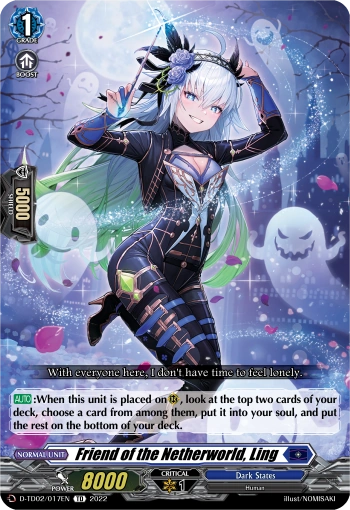 1
GRADE
BOOST
5000
SHIELD
With everyone here, I don't have time to feel lonely.
AUTO:When this unit is placed on R, look at the top two cards of your
deck, choose a card from among them, put it into your soul, and put
the rest on the bottom of your deck.
NORMAL UNIT Friend of the Netherworld, Ling
POWER 8000 CRITICAL 1 Dark States
Human
D-TD02/017EN TD 2022 illust/NOMISAKI